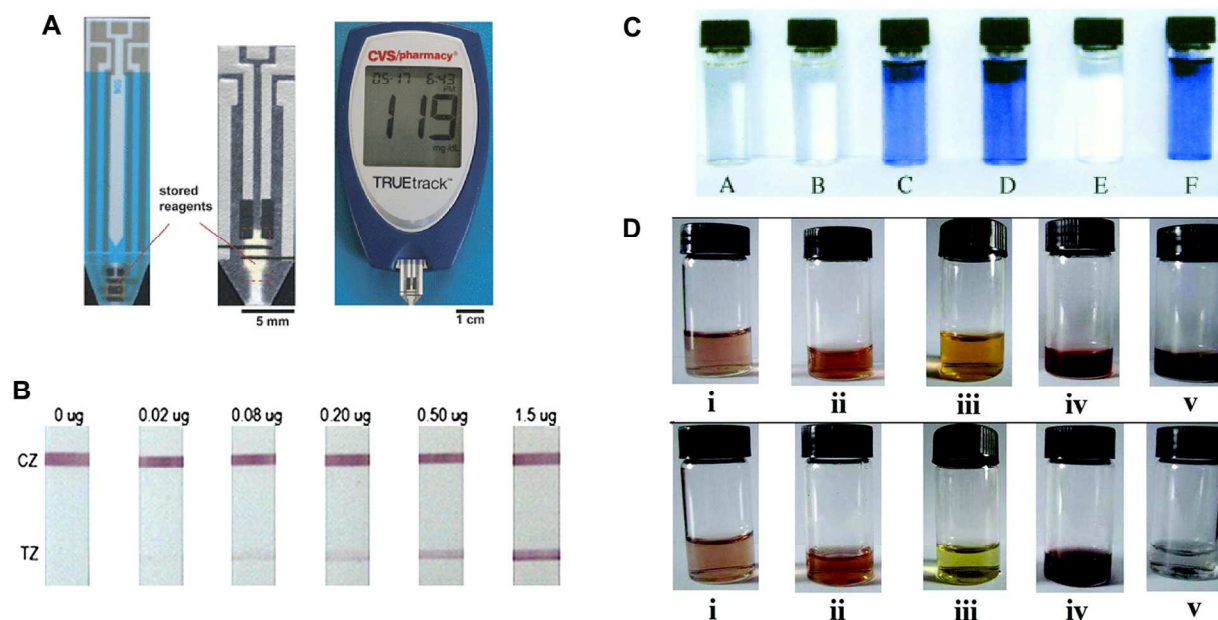 A
CVS/pharmacy®
05-17 6:43
PM
119
mg/dL
TRUEtrack™
stored
reagents
5 mm
1 cm
B
0 ug 0.02 ug 0.08 ug 0.20 ug 0.50 ug 1.5 ug
CZ
TZ
C
A B C D E F
D
i ii iii iv v
i ii iii iv v